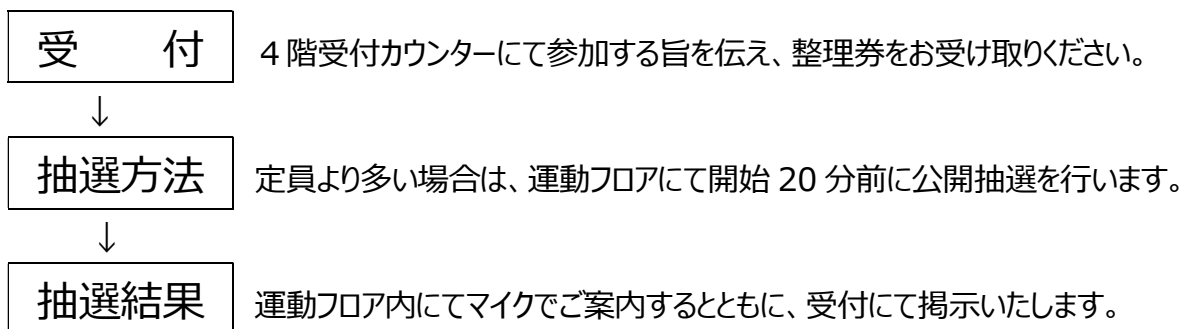 受　　付　4 階受付カウンターにて参加する旨を伝え、整理券をお受け取りください。
↓
抽選方法　定員より多い場合は、運動フロアにて開始 20 分前に公開抽選を行います。
↓
抽選結果　運動フロア内にてマイクでご案内するとともに、受付にて掲示いたします。